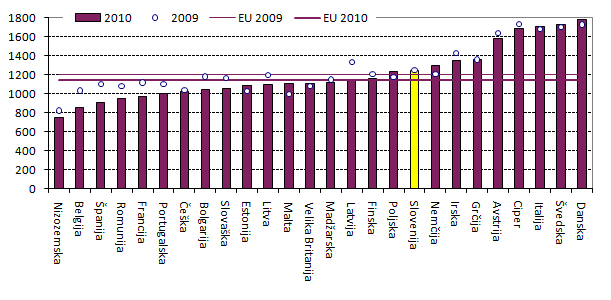 2010 2009 EU 2009 EU 2010
1800
1600
1400
1200
1000
800
600
400
200
0
Nizozemska
Belgija
Španija
Romunija
Francija
Portugalska
Češka
Bolgarija
Slovaška
Estonija
Litva
Malta
Velika Britanija
Madžarska
Latvija
Finska
Poljska
Slovenija
Nemčija
Irska
Grčija
Avstrija
Ciper
Italija
Švedska
Danska